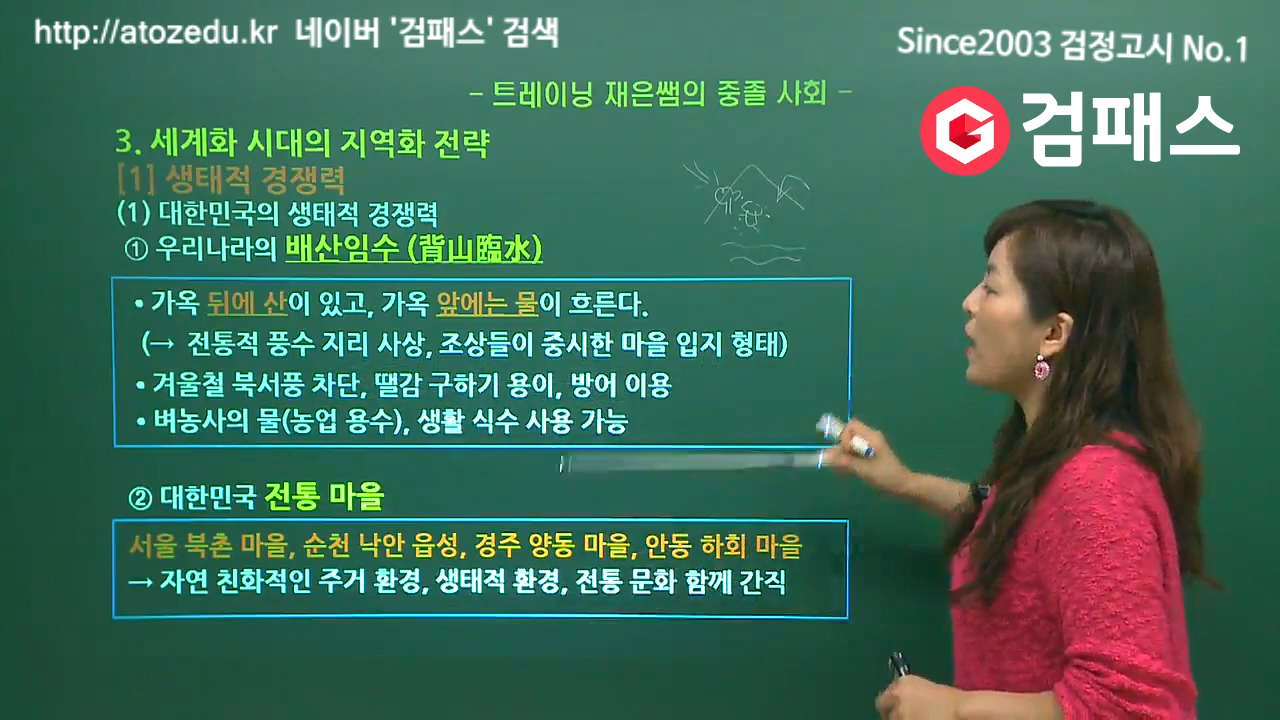 http://atozedu.kr 네이버 '검패스' 검색
Since2003 검정고시 No.1
검패스
- 트레이닝 재은쌤의 중졸 사회 -
3. 세계화 시대의 지역화 전략
[1] 생태적 경쟁력
(1) 대한민국의 생태적 경쟁력
① 우리나라의 배산임수 (背山臨水)
• 가옥 뒤에 산이 있고, 가옥 앞에는 물이 흐른다.
(→ 전통적 풍수 지리 사상, 조상들이 중시한 마을 입지 형태)
• 겨울철 북서풍 차단, 땔감 구하기 용이, 방어 이용
• 벼농사의 물(농업 용수), 생활 식수 사용 가능
② 대한민국 전통 마을
서울 북촌 마을, 순천 낙안 읍성, 경주 양동 마을, 안동 하회 마을
→ 자연 친화적인 주거 환경, 생태적 환경, 전통 문화 함께 간직